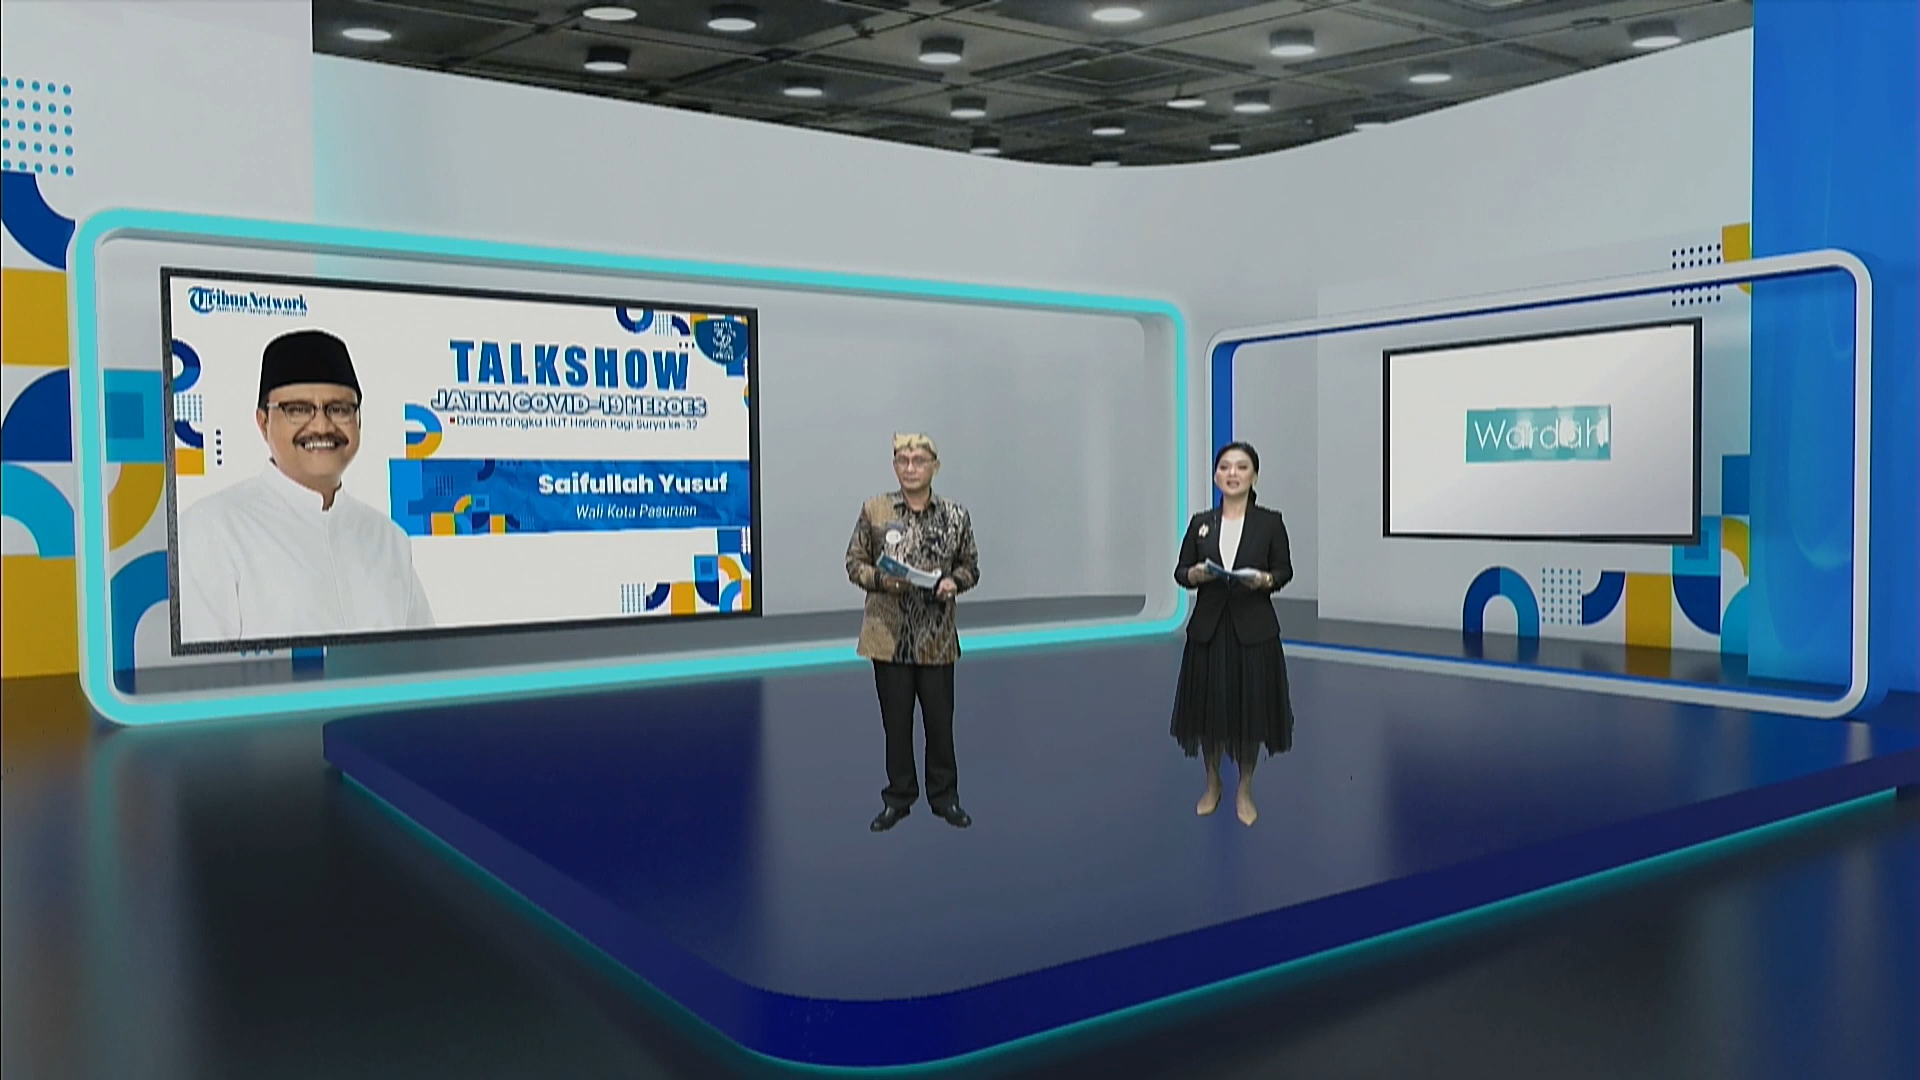 TribunNetwork
TALKSHOW
JATIM COVID-19 HEROES
Dalam rangka HUT Harian Pagi Surya ke-32
Saifullah Yusuf
Wali Kota Pasuruan
Wardah